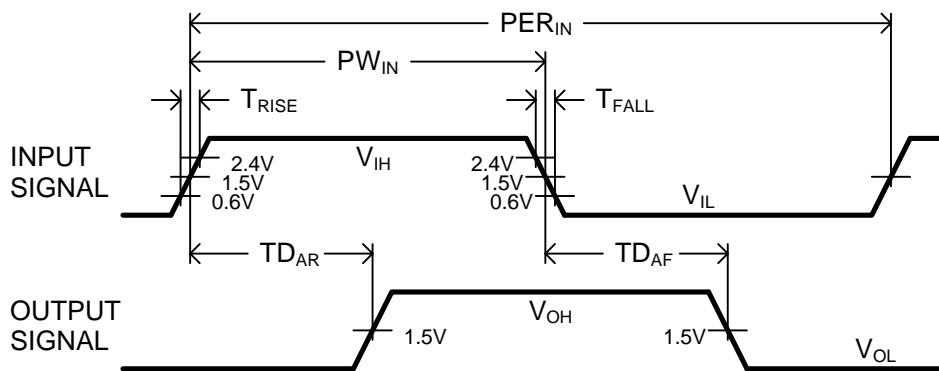 PER_IN
PW_IN
T_RISE
T_FALL
INPUT
SIGNAL
V_IH
2.4V
1.5V
0.6V
2.4V
1.5V
0.6V
V_IL
TD_AR
TD_AF
OUTPUT
SIGNAL
V_OH
1.5V
1.5V
V_OL